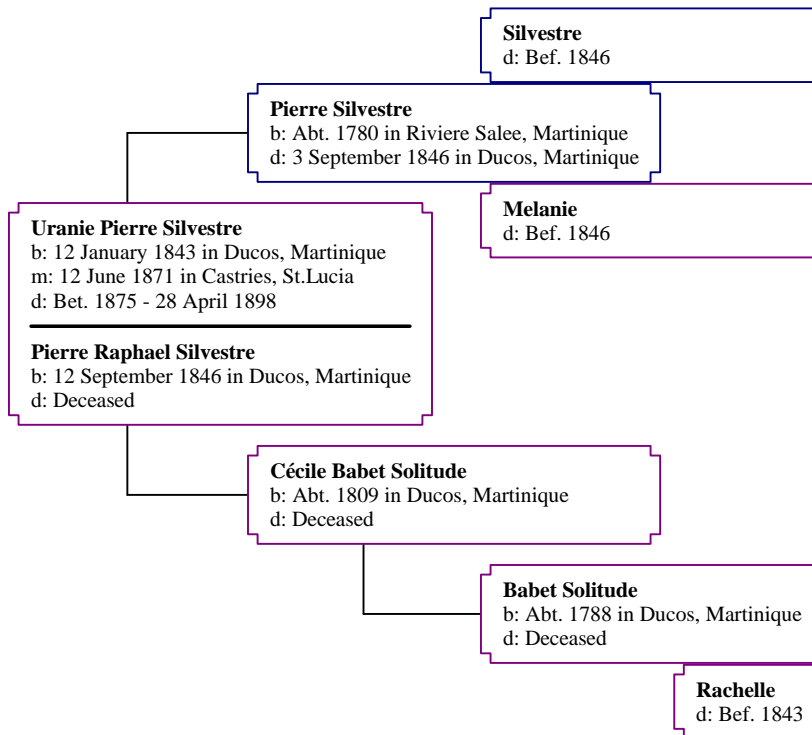 Silvestre
d: Bef. 1846
Pierre Silvestre
b: Abt. 1780 in Riviere Salee, Martinique
d: 3 September 1846 in Ducos, Martinique
Melanie
d: Bef. 1846
Uranie Pierre Silvestre
b: 12 January 1843 in Ducos, Martinique
m: 12 June 1871 in Castries, St.Lucia
d: Bet. 1875 - 28 April 1898
Pierre Raphael Silvestre
b: 12 September 1846 in Ducos, Martinique
d: Deceased
Cécile Babet Solitude
b: Abt. 1809 in Ducos, Martinique
d: Deceased
Babet Solitude
b: Abt. 1788 in Ducos, Martinique
d: Deceased
Rachelle
d: Bef. 1843